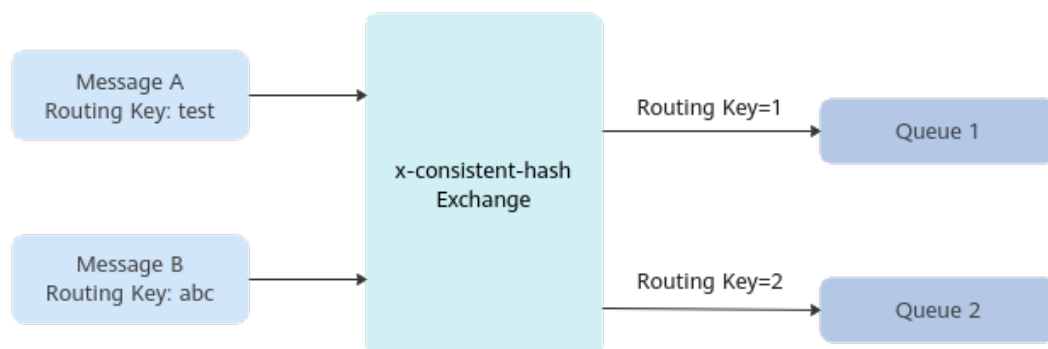 Message A
Routing Key: test
Message B
Routing Key: abc
x-consistent-hash
Exchange
Routing Key=1
Queue 1
Routing Key=2
Queue 2